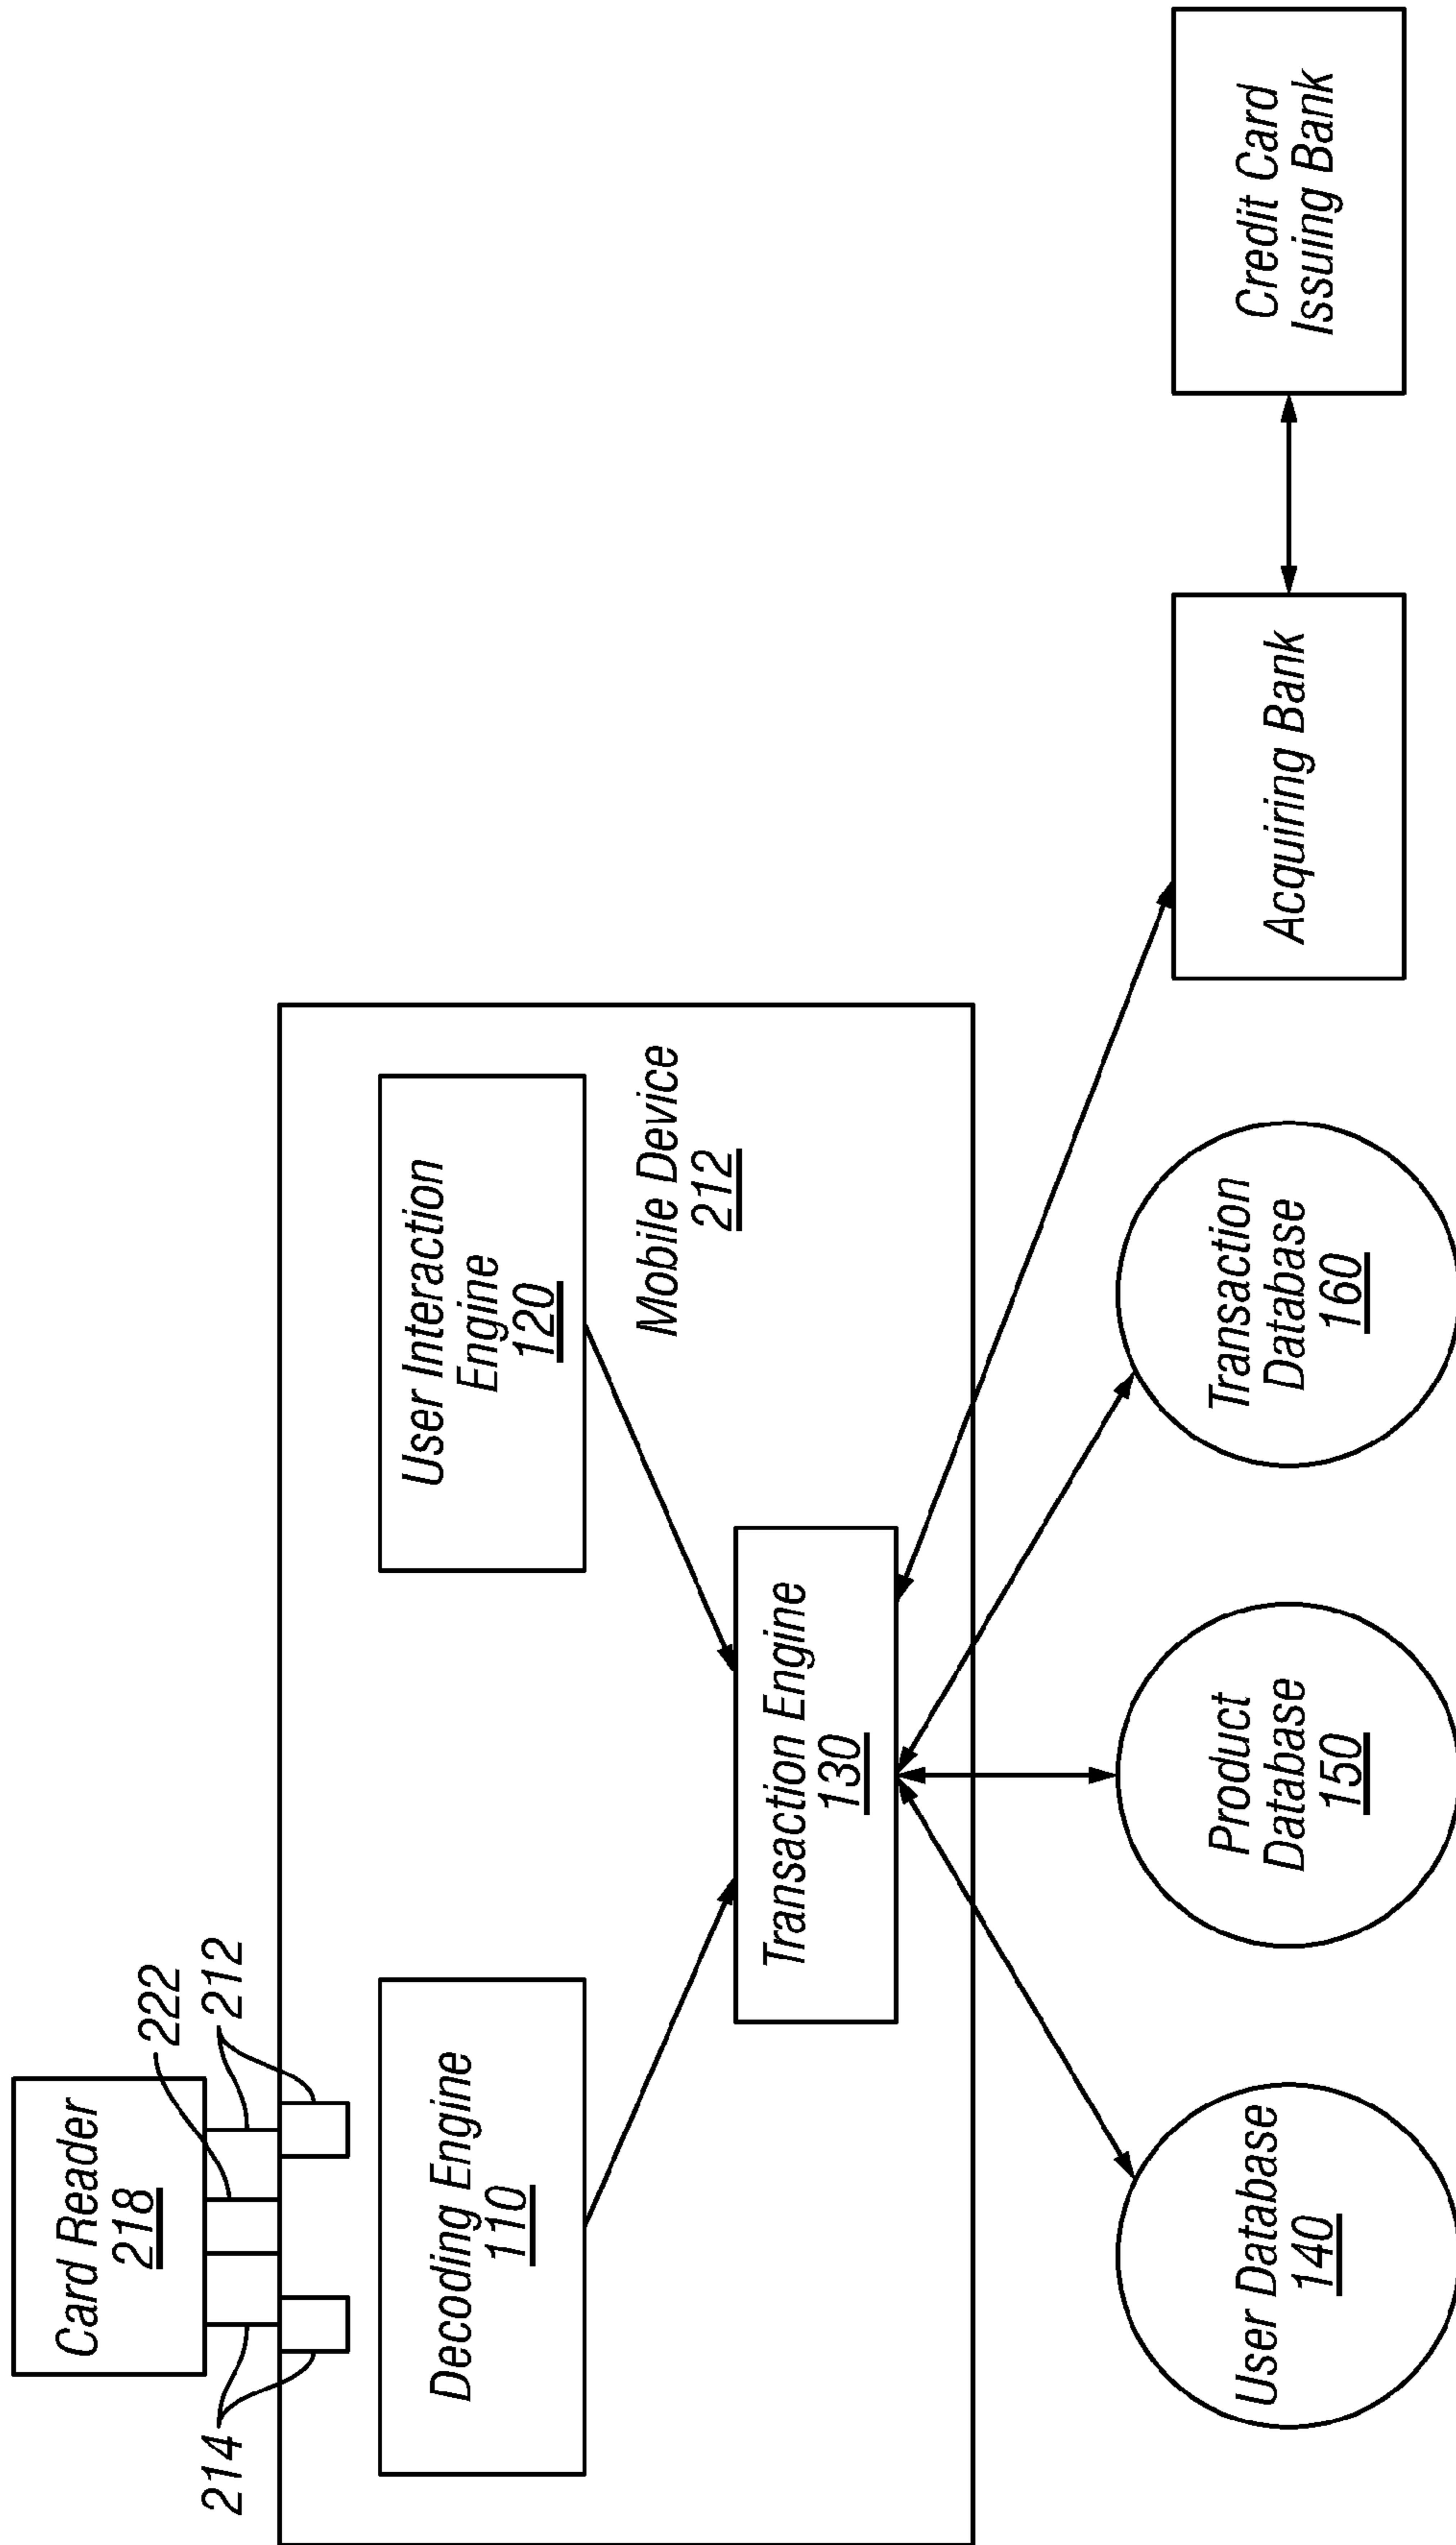 Card Reader
218
222
212
214
Decoding Engine
110
User Interaction
Engine
120
Mobile Device
212
Transaction Engine
130
User Database
140
Product
Database
150
Transaction
Database
160
Acquiring Bank
Credit Card
Issuing Bank